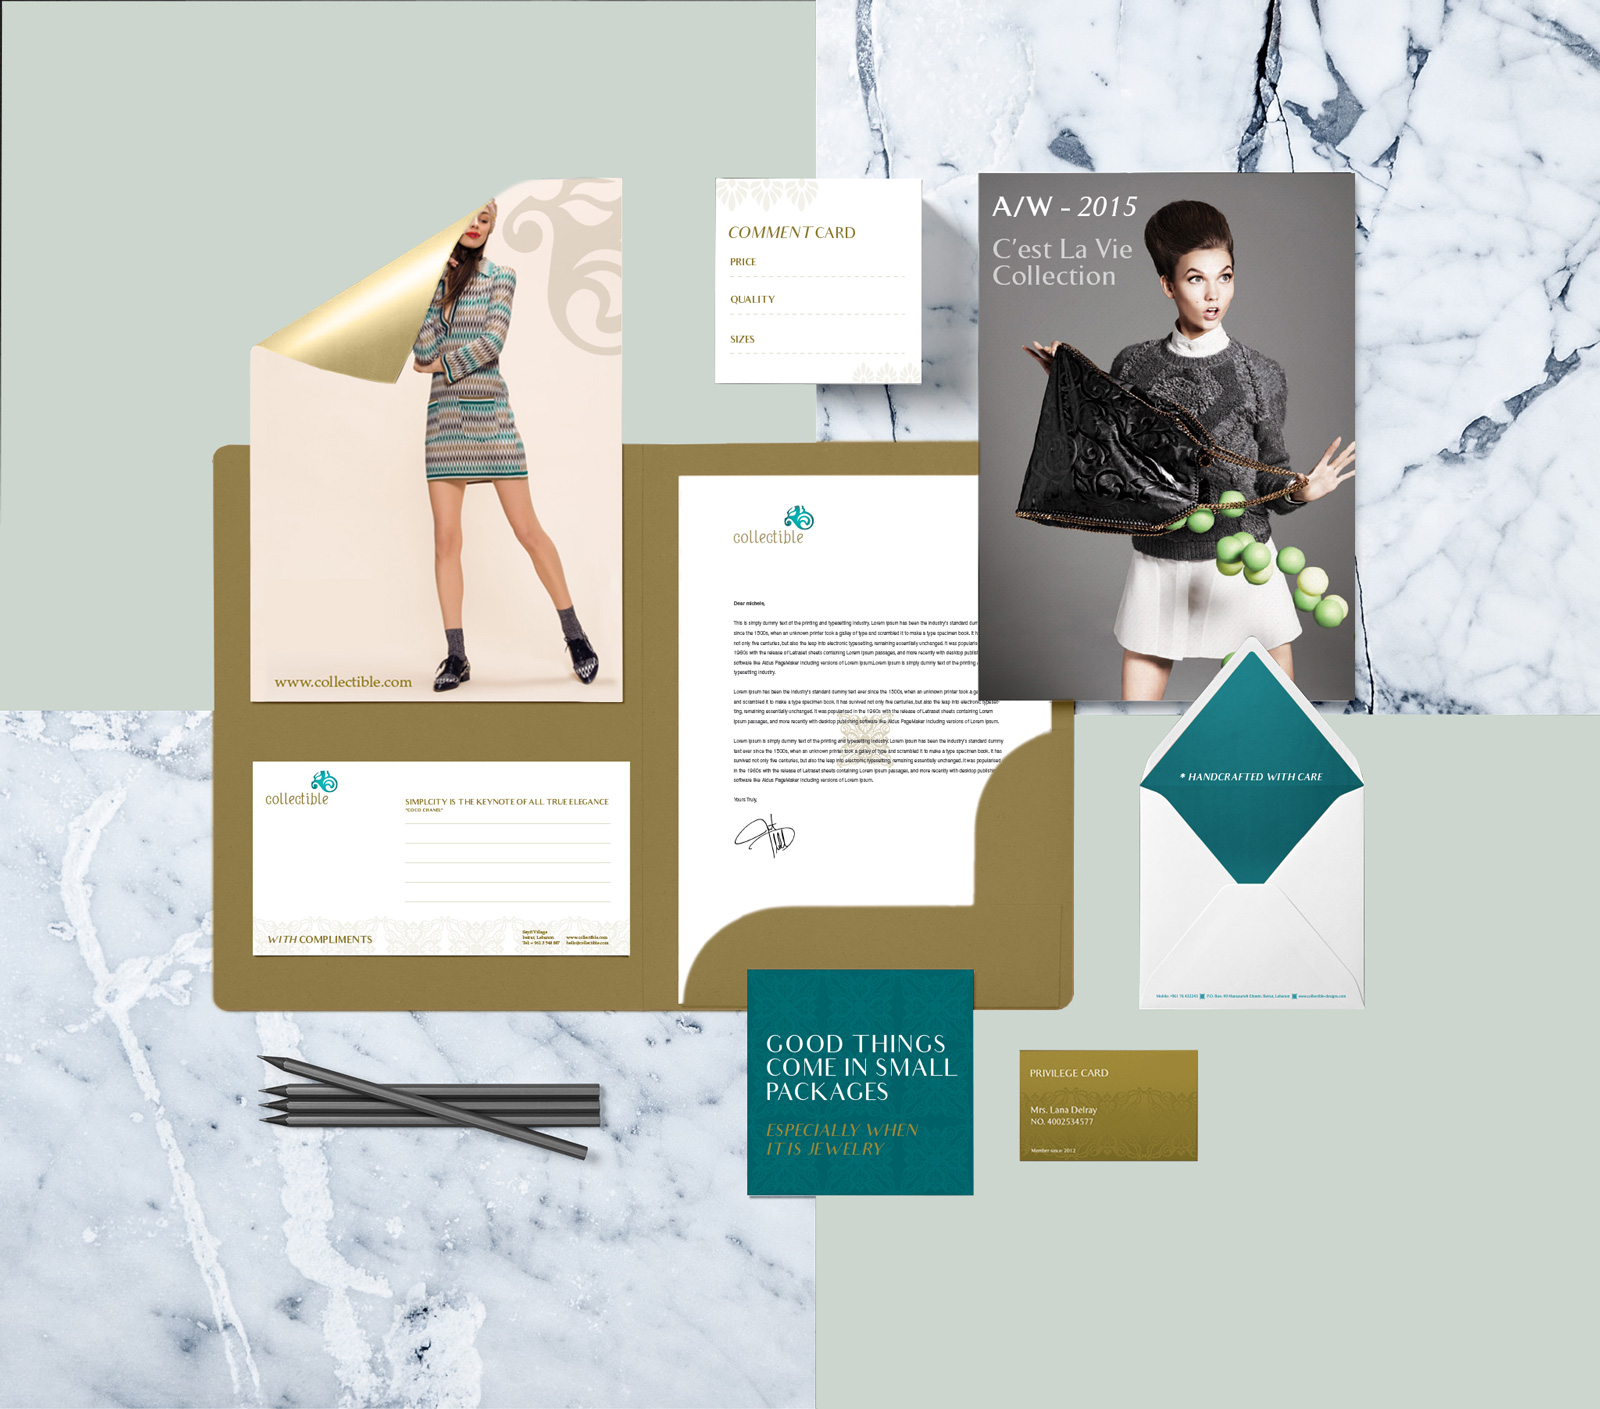 COMMENT CARD
PRICE
QUALITY
SIZES
A/W - 2015
C'est La Vie
Collection
www.collectible.com
collectible
Dear michele,
This is simply dummy text of the printing and typesetting industry. Lorem Ipsum has been the industry's standard dum
since the 1500s, when an unknown printer took a galley of type and scrambled it to make a type specimen book. It h
not only five centuries, but also the leap into electronic typesetting, remaining essentially unchanged. It was popularis
1960s with the release of Letraset sheets containing Lorem Ipsum passages, and more recently with desktop publish
software like Aldus PageMaker including versions of Lorem Ipsum.Lorem Ipsum is simply dummy text of the printing a
typesetting industry.
Lorem Ipsum has been the industry's standard dummy text ever since the 1500s, when an unknown printer took a ga
and scrambled it to make a type specimen book. It has survived not only five centuries, but also the leap into electronic typeset-
ting, remaining essentially unchanged. It was popularised in the 1960s with the release of Letraset sheets containing Lorem
Ipsum passages, and more recently with desktop publishing software like Aldus PageMaker including versions of Lorem Ipsum.
Lorem Ipsum is simply dummy text of the printing and typesetting industry. Lorem Ipsum has been the industry's standard dummy
text ever since the 1500s, when an unknown printer took a galley of type and scrambled it to make a type specimen book. It has
survived not only five centuries, but also the leap into electronic typesetting, remaining essentially unchanged. It was popularised
in the 1960s with the release of Letraset sheets containing Lorem Ipsum passages, and more recently with desktop publishing
software like Aldus PageMaker including versions of Lorem Ipsum.
Yours Truly,
collectible
SIMPLCITY IS THE KEYNOTE OF ALL TRUE ELEGANCE
"COCO CHANEL"
WITH COMPLIMENTS
Sayfi Village
Beirut, Lebanon
www.collectible.com
hello@collectible.com
* HANDCRAFTED WITH CARE
GOOD THINGS
COME IN SMALL
PACKAGES
ESPECIALLY WHEN
IT IS JEWELRY
PRIVILEGE CARD
Mrs. Lana Delray
NO. 4002534577
Member since 2012